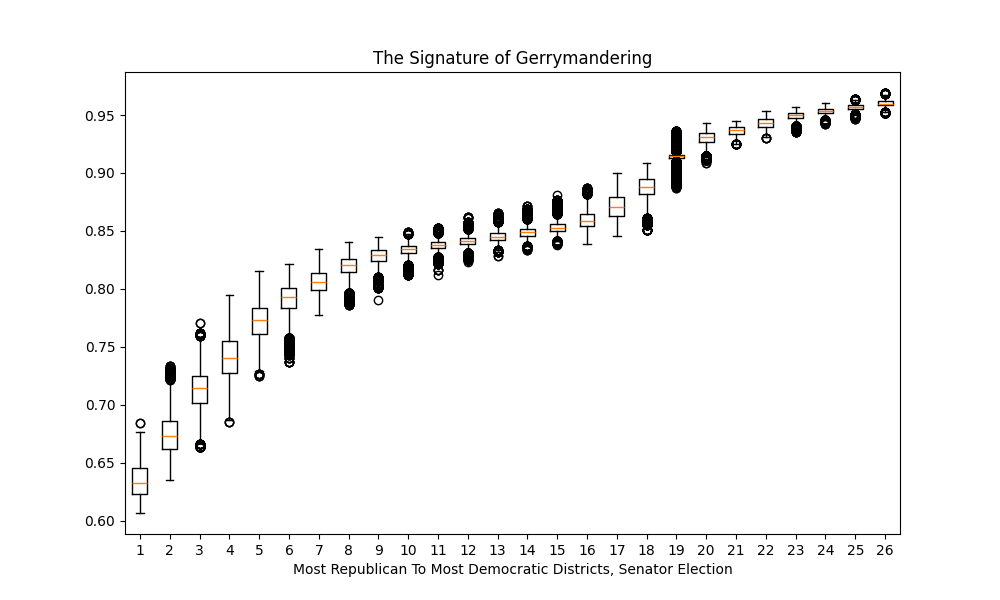 The Signature of Gerrymandering
0.95
0.90
0.85
0.80
0.75
0.70
0.65
0.60
1 2 3 4 5 6 7 8 9 10 11 12 13 14 15 16 17 18 19 20 21 22 23 24 25 26
Most Republican To Most Democratic Districts, Senator Election